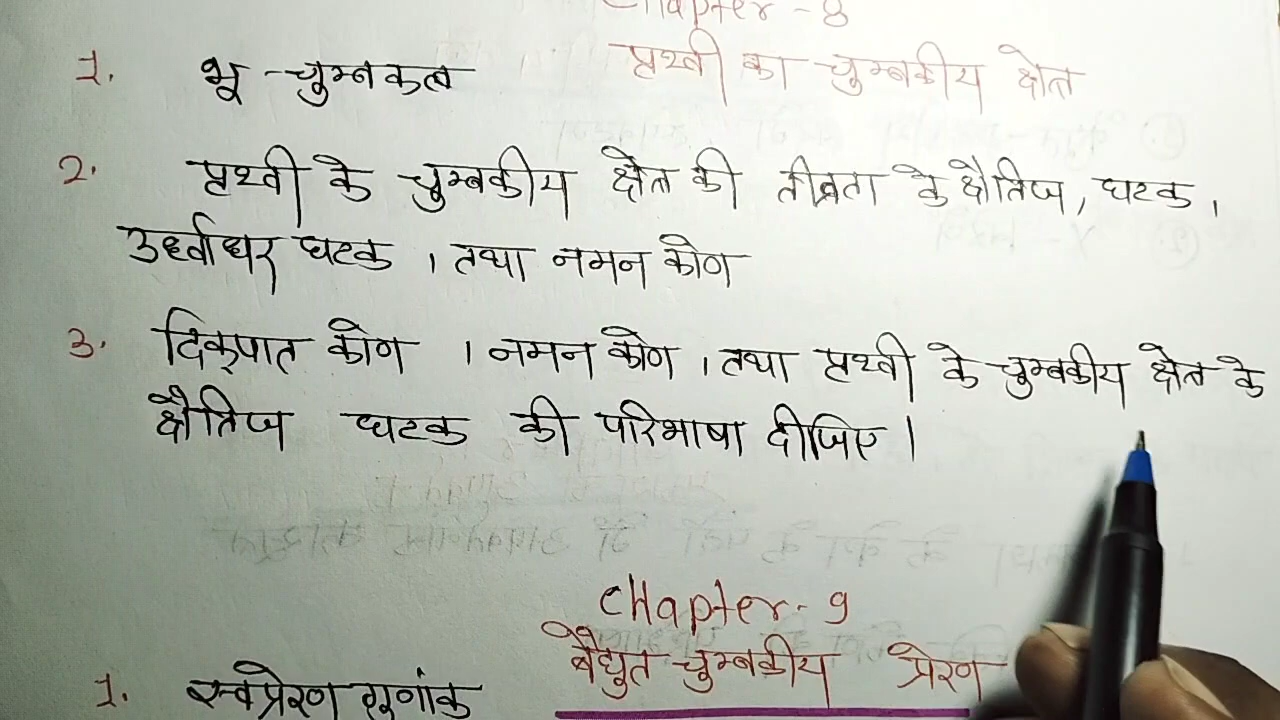 Chapter - 8
पृथ्वी का चुम्बकीय क्षेत्र
1. भू - चुम्बकत्व
2. पृथ्वी के चुम्बकीय क्षेत्र की तीव्रता के क्षैतिज, घटक,
उर्ध्वाधर घटक । तथा नमन कोण
3. दिक्पात कोण । नमन कोण । तथा पृथ्वी के चुम्बकीय क्षेत्र के
क्षैतिज घटक की परिभाषा दीजिए ।
CHapter - 9
बैद्युत चुम्बकीय प्रेरण
1. स्वप्रेरण गुणांक